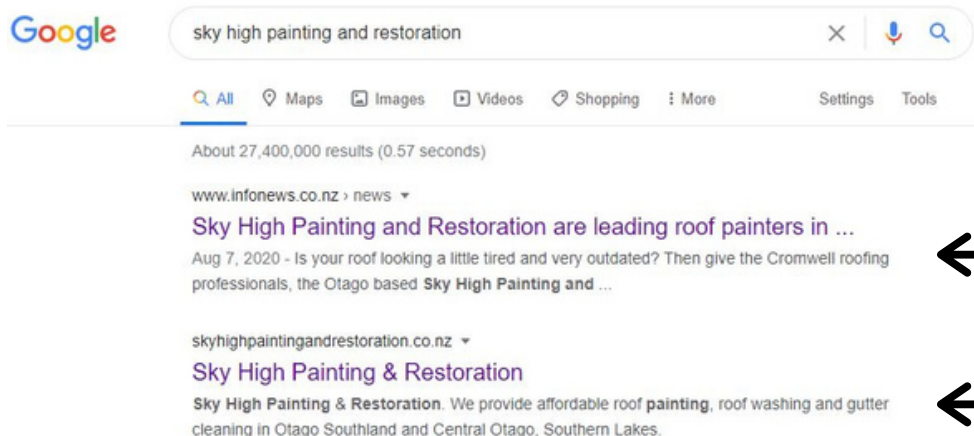 Google
sky high painting and restoration
All Maps Images Videos Shopping More Settings Tools
About 27,400,000 results (0.57 seconds)
www.infonews.co.nz › news
Sky High Painting and Restoration are leading roof painters in ...
Aug 7, 2020 - Is your roof looking a little tired and very outdated? Then give the Cromwell roofing
professionals, the Otago based Sky High Painting and ...
skyhighpaintingandrestoration.co.nz
Sky High Painting & Restoration
Sky High Painting & Restoration. We provide affordable roof painting, roof washing and gutter
cleaning in Otago Southland and Central Otago, Southern Lakes.